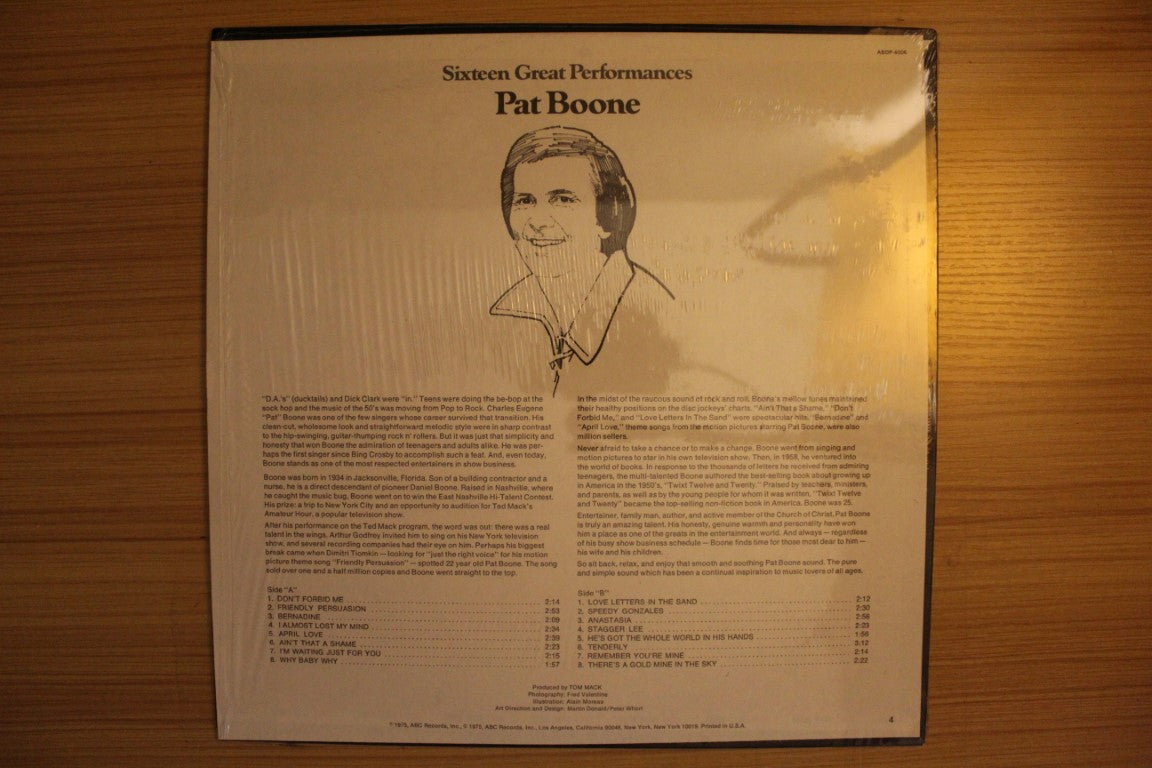 ABDP-4006
Sixteen Great Performances
Pat Boone
"D.A.'s" (ducktails) and Dick Clark were "in." Teens were doing the be-bop at the
sock hop and the music of the 50's was moving from Pop to Rock. Charles Eugene
"Pat" Boone was one of the few singers whose career survived that transition. His
clean-cut, wholesome look and straightforward melodic style were in sharp contrast
to the hip-swinging, guitar-thumping rock n' rollers. But it was just that simplicity and
honesty that won Boone the admiration of teenagers and adults alike. He was per-
haps the first singer since Bing Crosby to accomplish such a feat. And, even today,
Boone stands as one of the most respected entertainers in show business.
Boone was born in 1934 in Jacksonville, Florida. Son of a building contractor and a
nurse, he is a direct descendant of pioneer Daniel Boone. Raised in Nashville, where
he caught the music bug, Boone went on to win the East Nashville Hi-Talent Contest.
His prize: a trip to New York City and an opportunity to audition for Ted Mack's
Amateur Hour, a popular television show.
After his performance on the Ted Mack program, the word was out: there was a real
talent in the wings. Arthur Godfrey invited him to sing on his New York television
show, and several recording companies had their eye on him. Perhaps his biggest
break came when Dimitri Tiomkin — looking for "just the right voice" for his motion
picture theme song "Friendly Persuasion" — spotted 22 year old Pat Boone. The song
sold over one and a half million copies and Boone went straight to the top.
In the midst of the raucous sound of rock and roll, Boone's mellow tunes maintained
their healthy positions on the disc jockeys' charts. "Ain't That a Shame," "Don't
Forbid Me," and "Love Letters In The Sand" were spectacular hits. "Bernadine" and
"April Love," theme songs from the motion pictures starring Pat Boone, were also
million sellers.
Never afraid to take a chance or to make a change, Boone went from singing and
motion pictures to star in his own television show. Then, in 1958, he ventured into
the world of books. In response to the thousands of letters he received from admiring
teenagers, the multi-talented Boone authored the best-selling book about growing up
in America in the 1950's, "Twixt Twelve and Twenty." Praised by teachers, ministers,
and parents, as well as by the young people for whom it was written, "Twixt Twelve
and Twenty" became the top-selling non-fiction book in America. Boone was 25.
Entertainer, family man, author, and active member of the Church of Christ, Pat Boone
is truly an amazing talent. His honesty, genuine warmth and personality have won
him a place as one of the greats in the entertainment world. And always — regardless
of his busy show business schedule — Boone finds time for those most dear to him —
his wife and his children.
So sit back, relax, and enjoy that smooth and soothing Pat Boone sound. The pure
and simple sound which has been a continual inspiration to music lovers of all ages.
Side "A"
1. DON'T FORBID ME 2:14
2. FRIENDLY PERSUASION 2:53
3. BERNADINE 2:09
4. I ALMOST LOST MY MIND 2:34
5. APRIL LOVE 2:39
6. AIN'T THAT A SHAME 2:23
7. I'M WAITING JUST FOR YOU 2:15
8. WHY BABY WHY 1:57
Side "B"
1. LOVE LETTERS IN THE SAND 2:12
2. SPEEDY GONZALES 2:30
3. ANASTASIA 2:56
4. STAGGER LEE 2:23
5. HE'S GOT THE WHOLE WORLD IN HIS HANDS 1:56
6. TENDERLY 3:12
7. REMEMBER YOU'RE MINE 2:14
8. THERE'S A GOLD MINE IN THE SKY 2:22
Produced by TOM MACK
Photography: Fred Valentine
Illustration: Alain Moreau
Art Direction and Design: Martin Donald/Peter Whorf
℗1975, ABC Records, Inc., © 1975, ABC Records, Inc., Los Angeles, California 90048, New York, New York 10019. Printed in U.S.A.
4